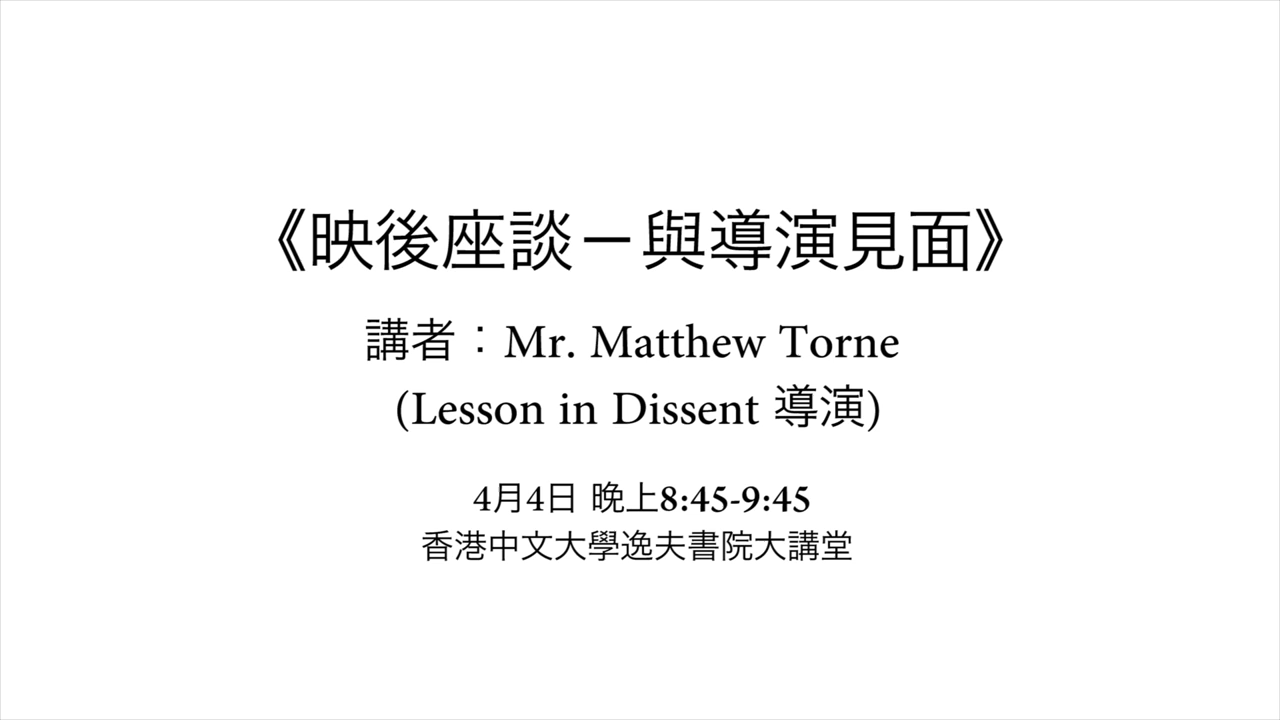 《映後座談－與導演見面》
講者：Mr. Matthew Torne
(Lesson in Dissent 導演)
4月4日 晚上8:45-9:45
香港中文大學逸夫書院大講堂